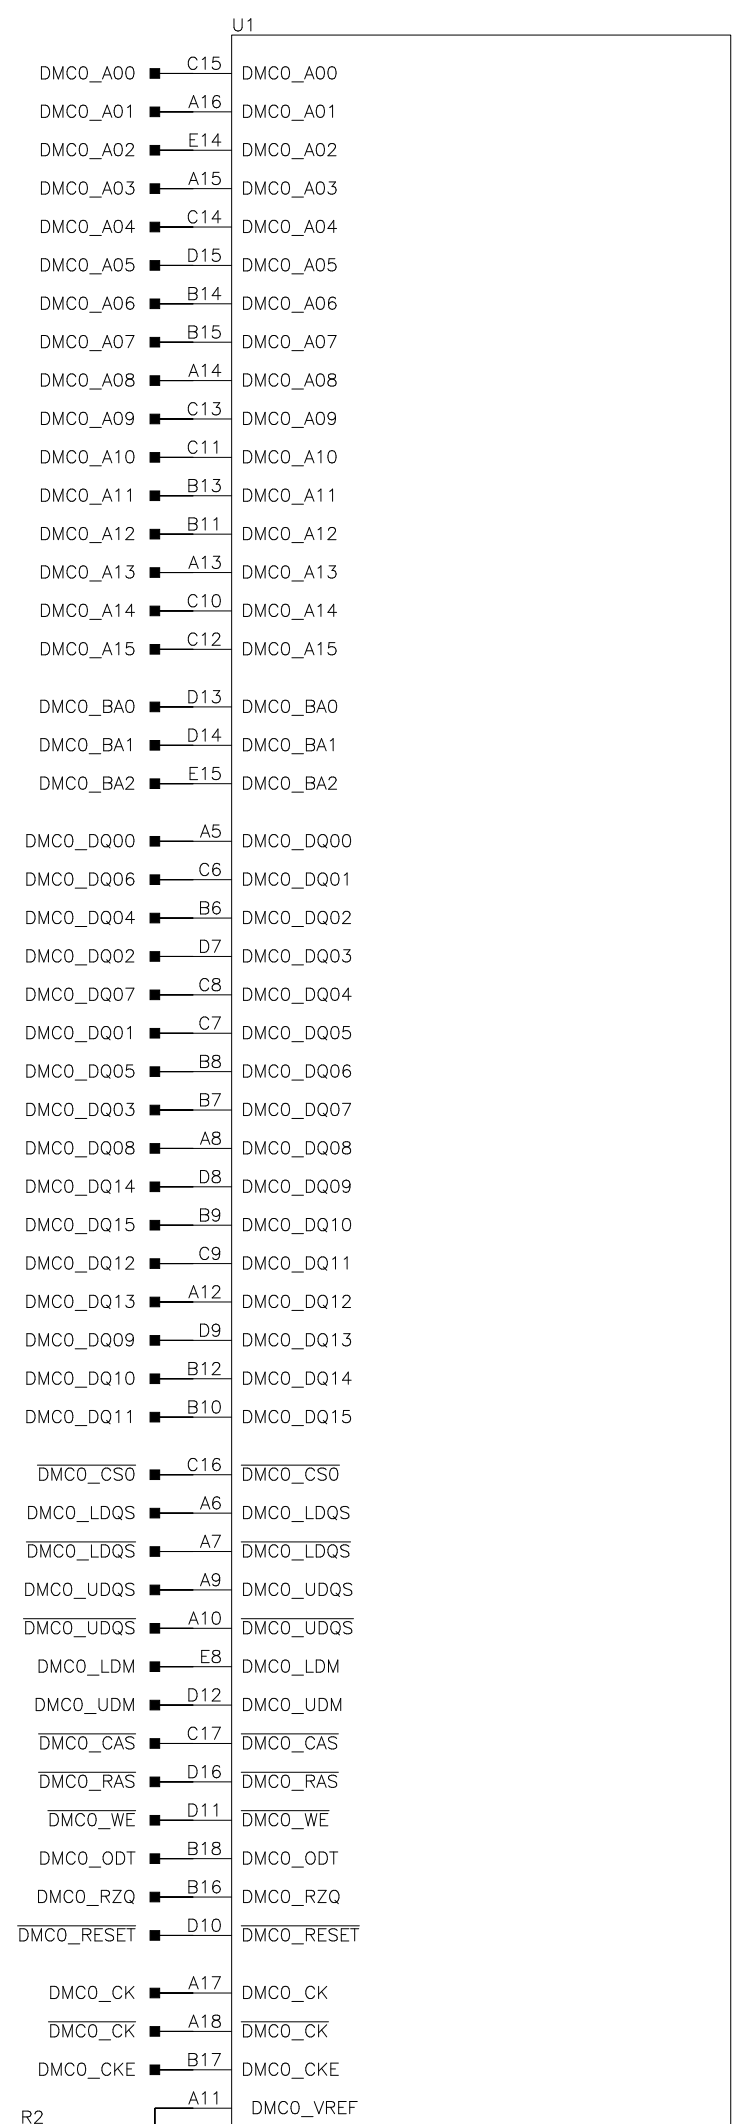 U1
DMC0_A00 C15 DMC0_A00
DMC0_A01 A16 DMC0_A01
DMC0_A02 E14 DMC0_A02
DMC0_A03 A15 DMC0_A03
DMC0_A04 C14 DMC0_A04
DMC0_A05 D15 DMC0_A05
DMC0_A06 B14 DMC0_A06
DMC0_A07 B15 DMC0_A07
DMC0_A08 A14 DMC0_A08
DMC0_A09 C13 DMC0_A09
DMC0_A10 C11 DMC0_A10
DMC0_A11 B13 DMC0_A11
DMC0_A12 B11 DMC0_A12
DMC0_A13 A13 DMC0_A13
DMC0_A14 C10 DMC0_A14
DMC0_A15 C12 DMC0_A15
DMC0_BA0 D13 DMC0_BA0
DMC0_BA1 D14 DMC0_BA1
DMC0_BA2 E15 DMC0_BA2
DMC0_DQ00 A5 DMC0_DQ00
DMC0_DQ06 C6 DMC0_DQ01
DMC0_DQ04 B6 DMC0_DQ02
DMC0_DQ02 D7 DMC0_DQ03
DMC0_DQ07 C8 DMC0_DQ04
DMC0_DQ01 C7 DMC0_DQ05
DMC0_DQ05 B8 DMC0_DQ06
DMC0_DQ03 B7 DMC0_DQ07
DMC0_DQ08 A8 DMC0_DQ08
DMC0_DQ14 D8 DMC0_DQ09
DMC0_DQ15 B9 DMC0_DQ10
DMC0_DQ12 C9 DMC0_DQ11
DMC0_DQ13 A12 DMC0_DQ12
DMC0_DQ09 D9 DMC0_DQ13
DMC0_DQ10 B12 DMC0_DQ14
DMC0_DQ11 B10 DMC0_DQ15
DMC0_CS0 C16 DMC0_CS0
DMC0_LDQS A6 DMC0_LDQS
DMC0_LDQS A7 DMC0_LDQS
DMC0_UDQS A9 DMC0_UDQS
DMC0_UDQS A10 DMC0_UDQS
DMC0_LDM E8 DMC0_LDM
DMC0_UDM D12 DMC0_UDM
DMC0_CAS C17 DMC0_CAS
DMC0_RAS D16 DMC0_RAS
DMC0_WE D11 DMC0_WE
DMC0_ODT B18 DMC0_ODT
DMC0_RZQ B16 DMC0_RZQ
DMC0_RESET D10 DMC0_RESET
DMC0_CK A17 DMC0_CK
DMC0_CK A18 DMC0_CK
DMC0_CKE B17 DMC0_CKE
A11 DMC0_VREF
R2